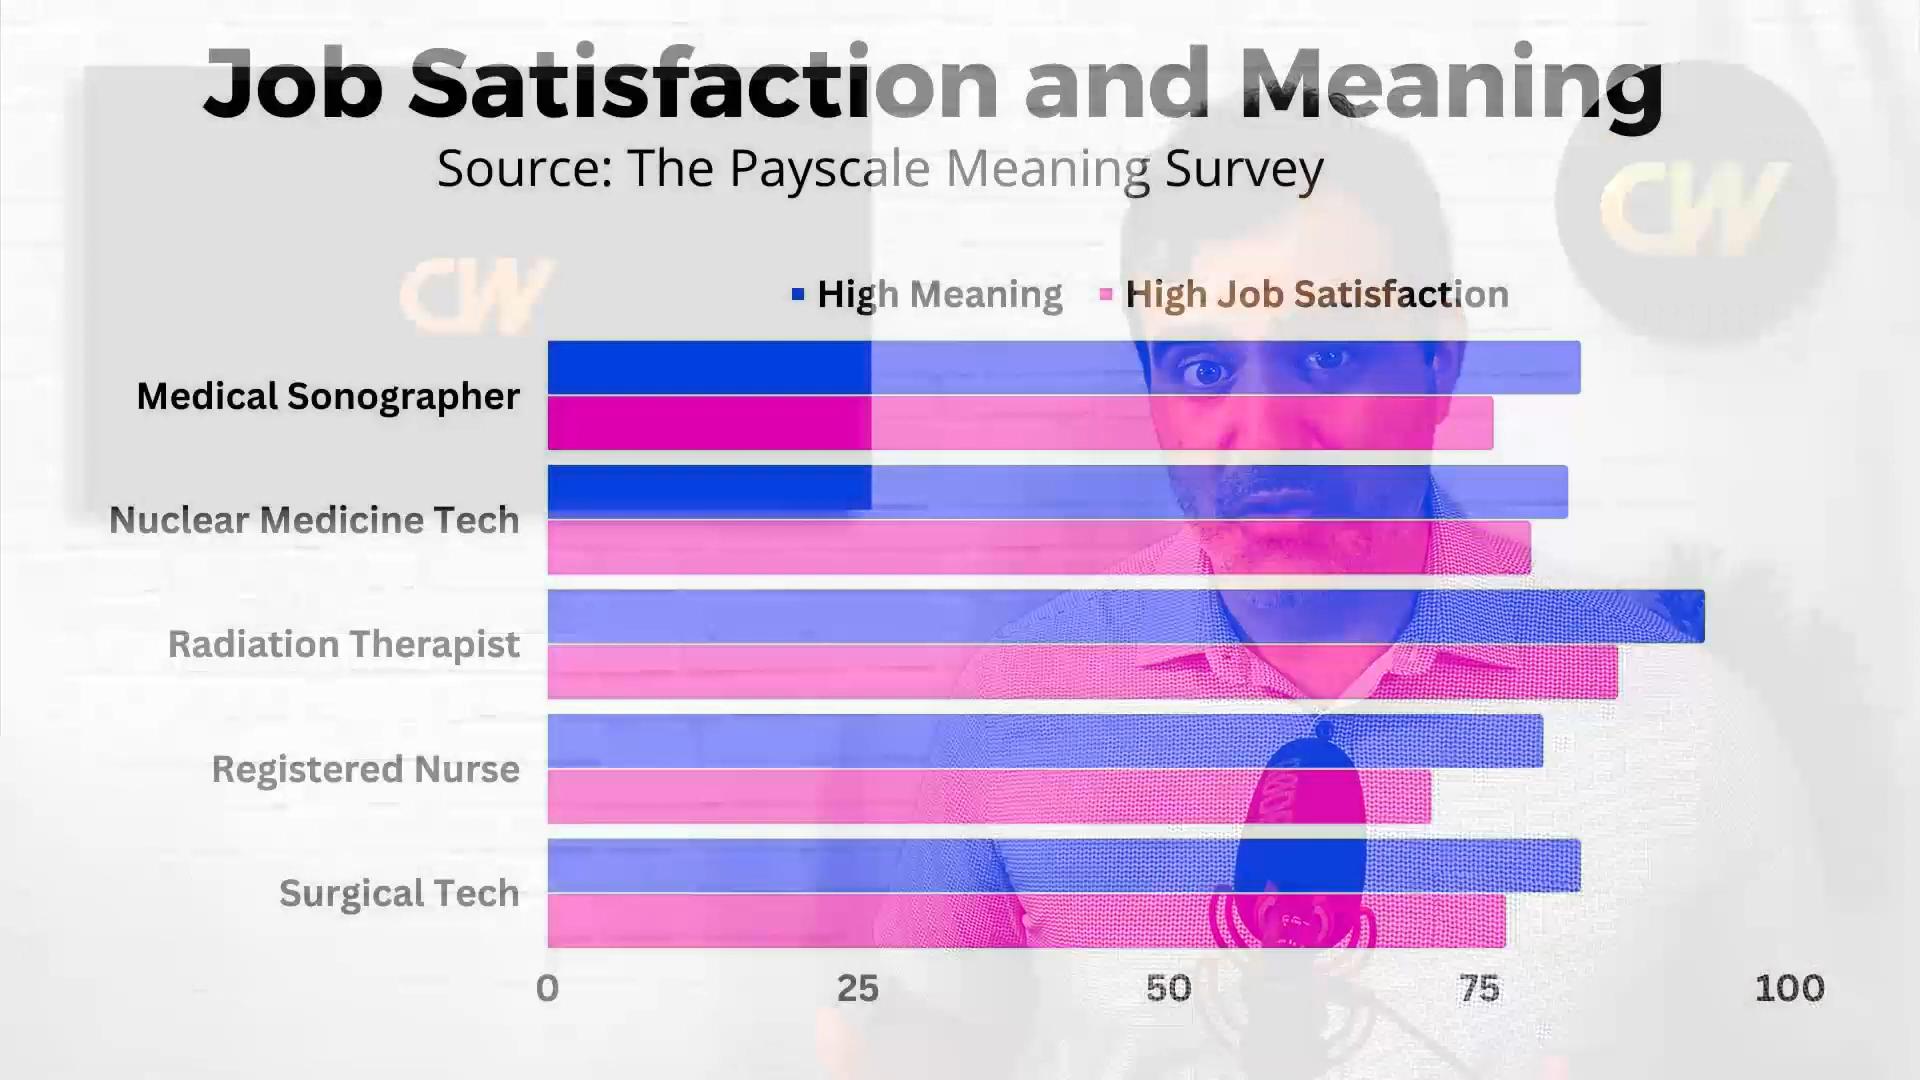 Job Satisfaction and Meaning
Source: The Payscale Meaning Survey
CW
CW
High Meaning High Job Satisfaction
Medical Sonographer
Nuclear Medicine Tech
Radiation Therapist
Registered Nurse
Surgical Tech
0 25 50 75 100